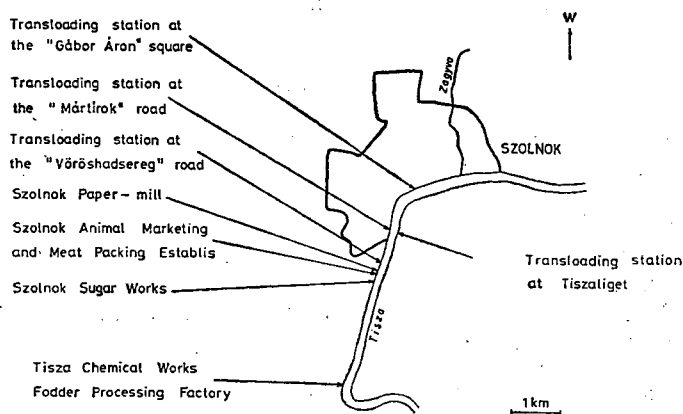 Transloading station at
the "Gábor Áron" square
Transloading station at
the "Mártirok" road
Transloading station at
the "Vöröshadsereg" road
Szolnok Paper-mill
Szolnok Animal Marketing
and Meat Packing Establis
Szolnok Sugar Works
Tisza Chemical Works
Fodder Processing Factory
W
Zagyva
SZOLNOK
Transloading station
at Tiszaliget
Tisza
1km